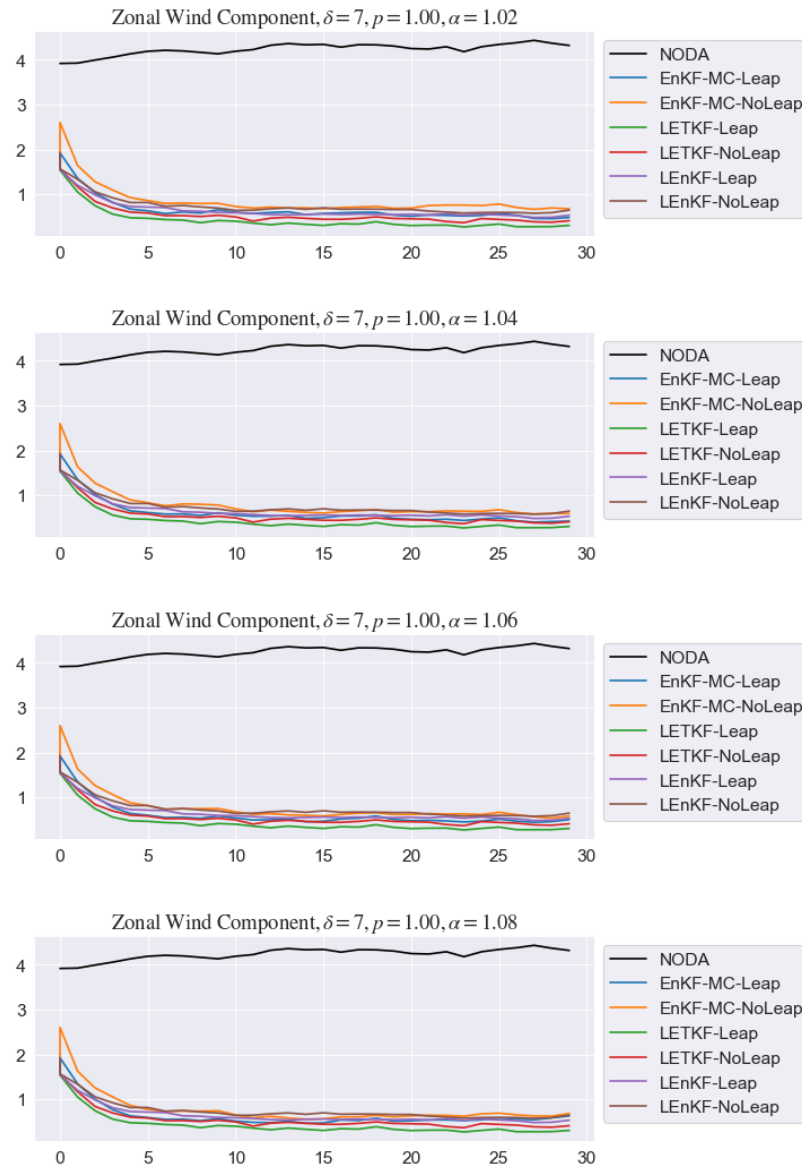 Zonal Wind Component, δ = 7, p = 1.00, α = 1.02
4
3
2
1
0 5 10 15 20 25 30
NODA
EnKF-MC-Leap
EnKF-MC-NoLeap
LETKF-Leap
LETKF-NoLeap
LEnKF-Leap
LEnKF-NoLeap
Zonal Wind Component, δ = 7, p = 1.00, α = 1.04
4
3
2
1
0 5 10 15 20 25 30
NODA
EnKF-MC-Leap
EnKF-MC-NoLeap
LETKF-Leap
LETKF-NoLeap
LEnKF-Leap
LEnKF-NoLeap
Zonal Wind Component, δ = 7, p = 1.00, α = 1.06
4
3
2
1
0 5 10 15 20 25 30
NODA
EnKF-MC-Leap
EnKF-MC-NoLeap
LETKF-Leap
LETKF-NoLeap
LEnKF-Leap
LEnKF-NoLeap
Zonal Wind Component, δ = 7, p = 1.00, α = 1.08
4
3
2
1
0 5 10 15 20 25 30
NODA
EnKF-MC-Leap
EnKF-MC-NoLeap
LETKF-Leap
LETKF-NoLeap
LEnKF-Leap
LEnKF-NoLeap